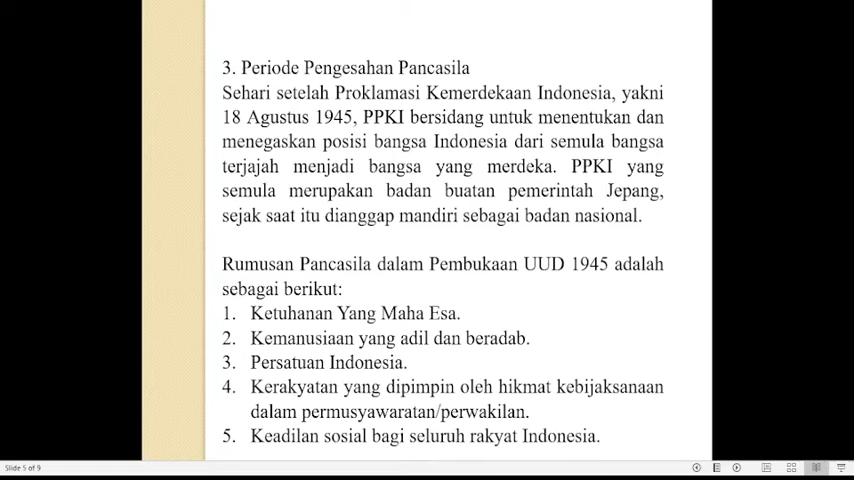 3. Periode Pengesahan Pancasila
Sehari setelah Proklamasi Kemerdekaan Indonesia, yakni
18 Agustus 1945, PPKI bersidang untuk menentukan dan
menegaskan posisi bangsa Indonesia dari semula bangsa
terjajah menjadi bangsa yang merdeka. PPKI yang
semula merupakan badan buatan pemerintah Jepang,
sejak saat itu dianggap mandiri sebagai badan nasional.
Rumusan Pancasila dalam Pembukaan UUD 1945 adalah
sebagai berikut:
1. Ketuhanan Yang Maha Esa.
2. Kemanusiaan yang adil dan beradab.
3. Persatuan Indonesia.
4. Kerakyatan yang dipimpin oleh hikmat kebijaksanaan
dalam permusyawaratan/perwakilan.
5. Keadilan sosial bagi seluruh rakyat Indonesia.
Slide 5 of 9